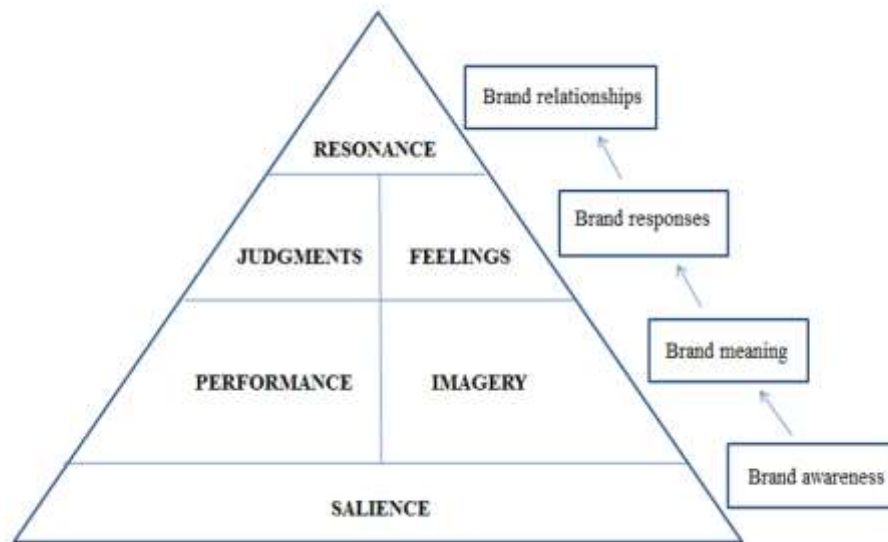 Brand relationships
RESONANCE
Brand responses
JUDGMENTS
FEELINGS
Brand meaning
PERFORMANCE
IMAGERY
Brand awareness
SALIENCE